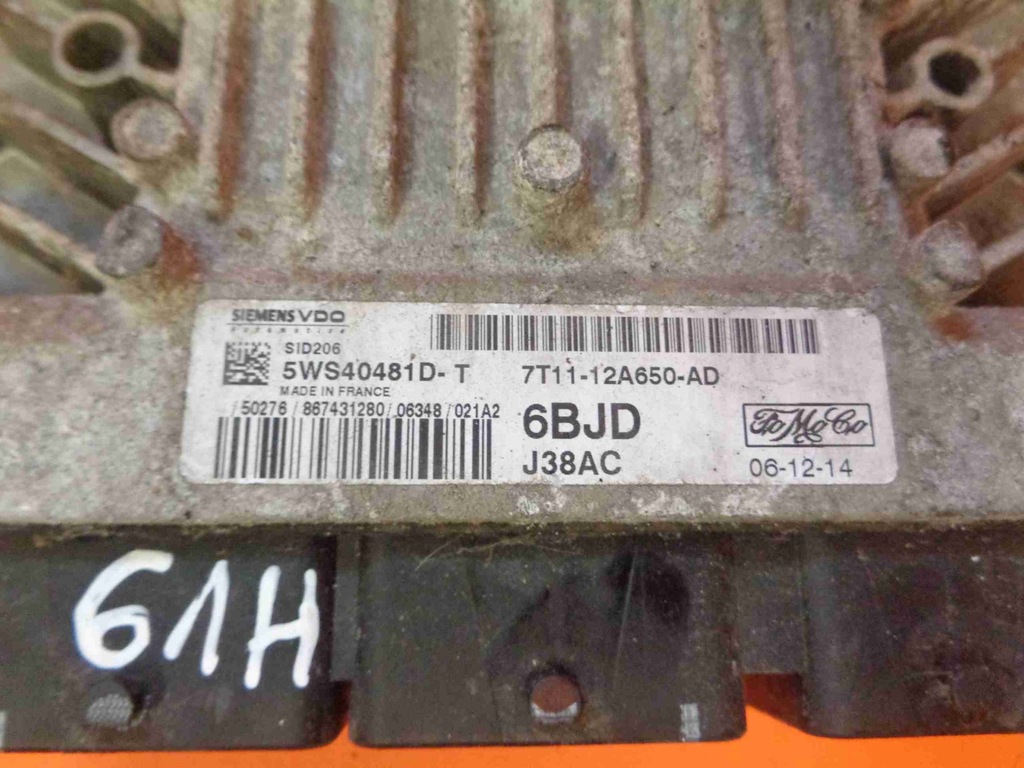 SIEMENS VDO
Automotive
SID206
5WS40481D-T 7T11-12A650-AD
MADE IN FRANCE
/50276/867431280/06348/021A2
6BJD
FoMoCo
J38AC
06-12-14
61H